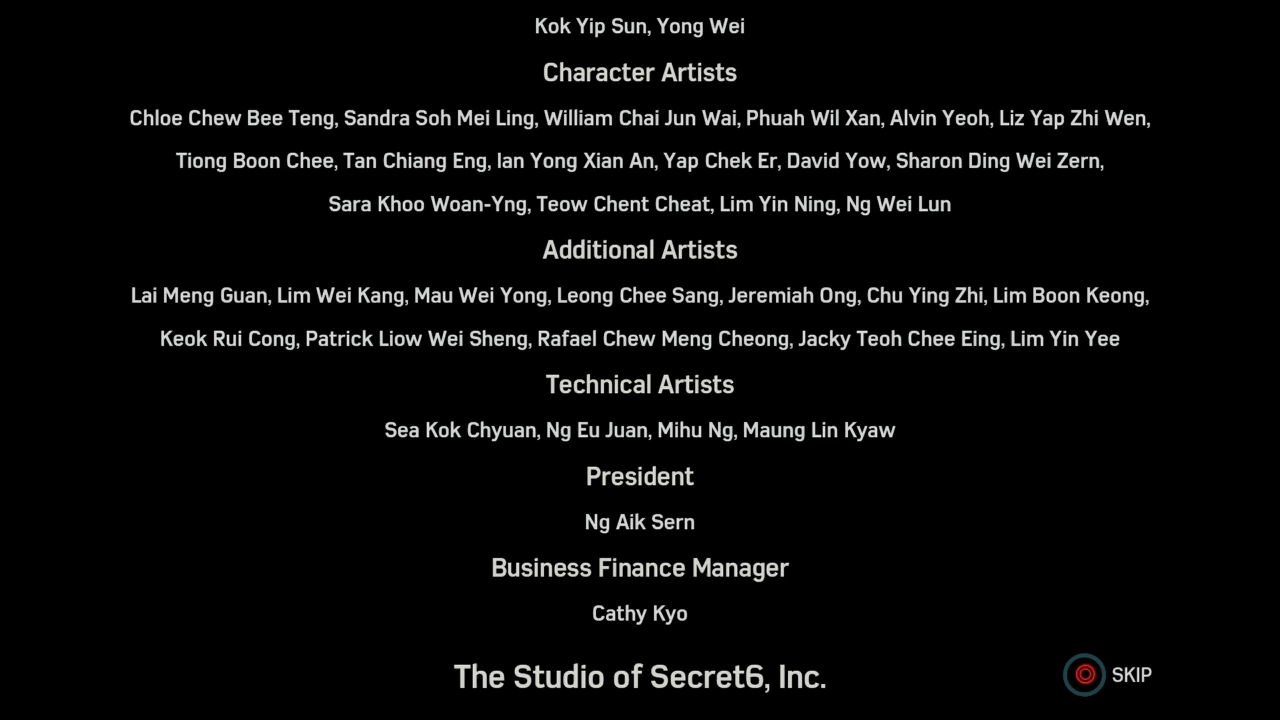 Kok Yip Sun, Yong Wei
Character Artists
Chloe Chew Bee Teng, Sandra Soh Mei Ling, William Chai Jun Wai, Phuah Wil Xan, Alvin Yeoh, Liz Yap Zhi Wen,
Tiong Boon Chee, Tan Chiang Eng, Ian Yong Xian An, Yap Chek Er, David Yow, Sharon Ding Wei Zern,
Sara Khoo Woan-Yng, Teow Chent Cheat, Lim Yin Ning, Ng Wei Lun
Additional Artists
Lai Meng Guan, Lim Wei Kang, Mau Wei Yong, Leong Chee Sang, Jeremiah Ong, Chu Ying Zhi, Lim Boon Keong,
Keok Rui Cong, Patrick Liow Wei Sheng, Rafael Chew Meng Cheong, Jacky Teoh Chee Eing, Lim Yin Yee
Technical Artists
Sea Kok Chyuan, Ng Eu Juan, Mihu Ng, Maung Lin Kyaw
President
Ng Aik Sern
Business Finance Manager
Cathy Kyo
The Studio of Secret6, Inc.
SKIP